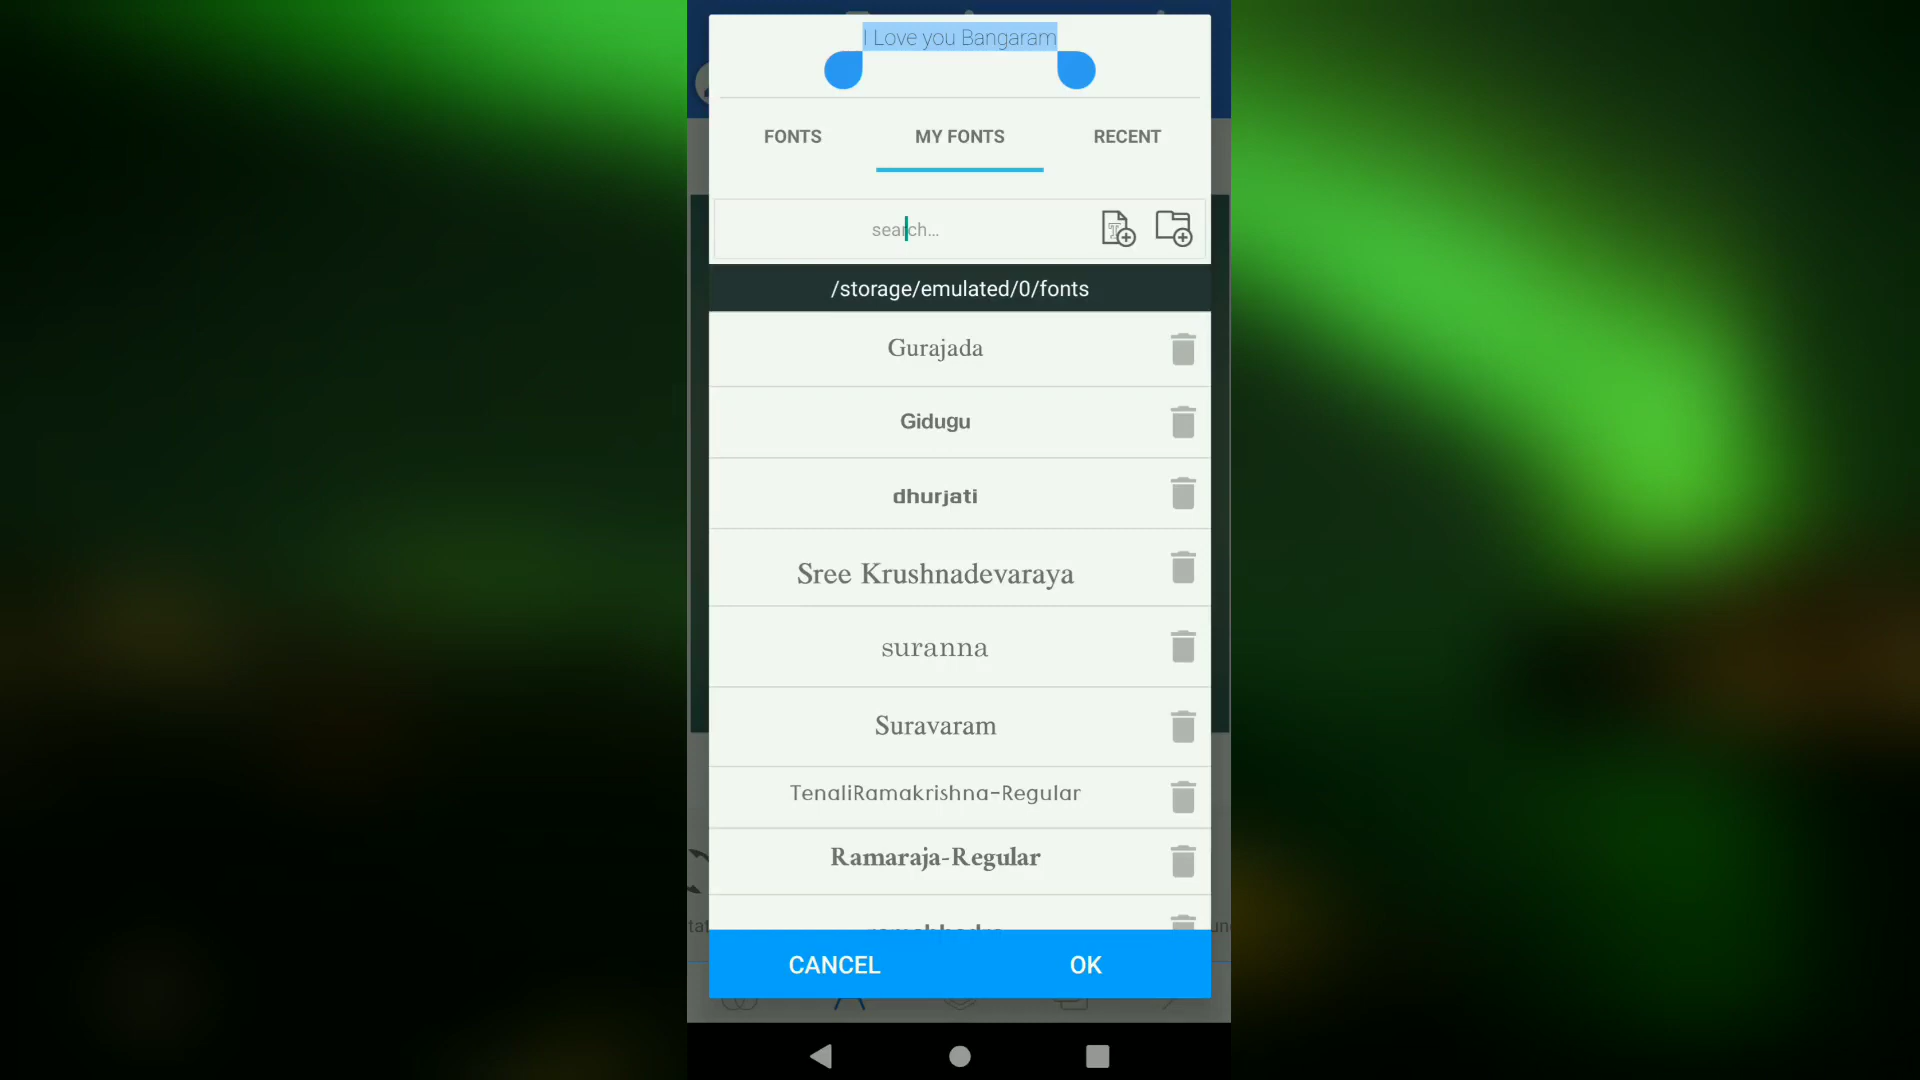 I Love you Bangaram
FONTS
MY FONTS
RECENT
search...
/storage/emulated/0/fonts
Gurajada
Gidugu
dhurjati
Sree Krushnadevaraya
suranna
Suravaram
TenaliRamakrishna-Regular
Ramaraja-Regular
CANCEL
OK